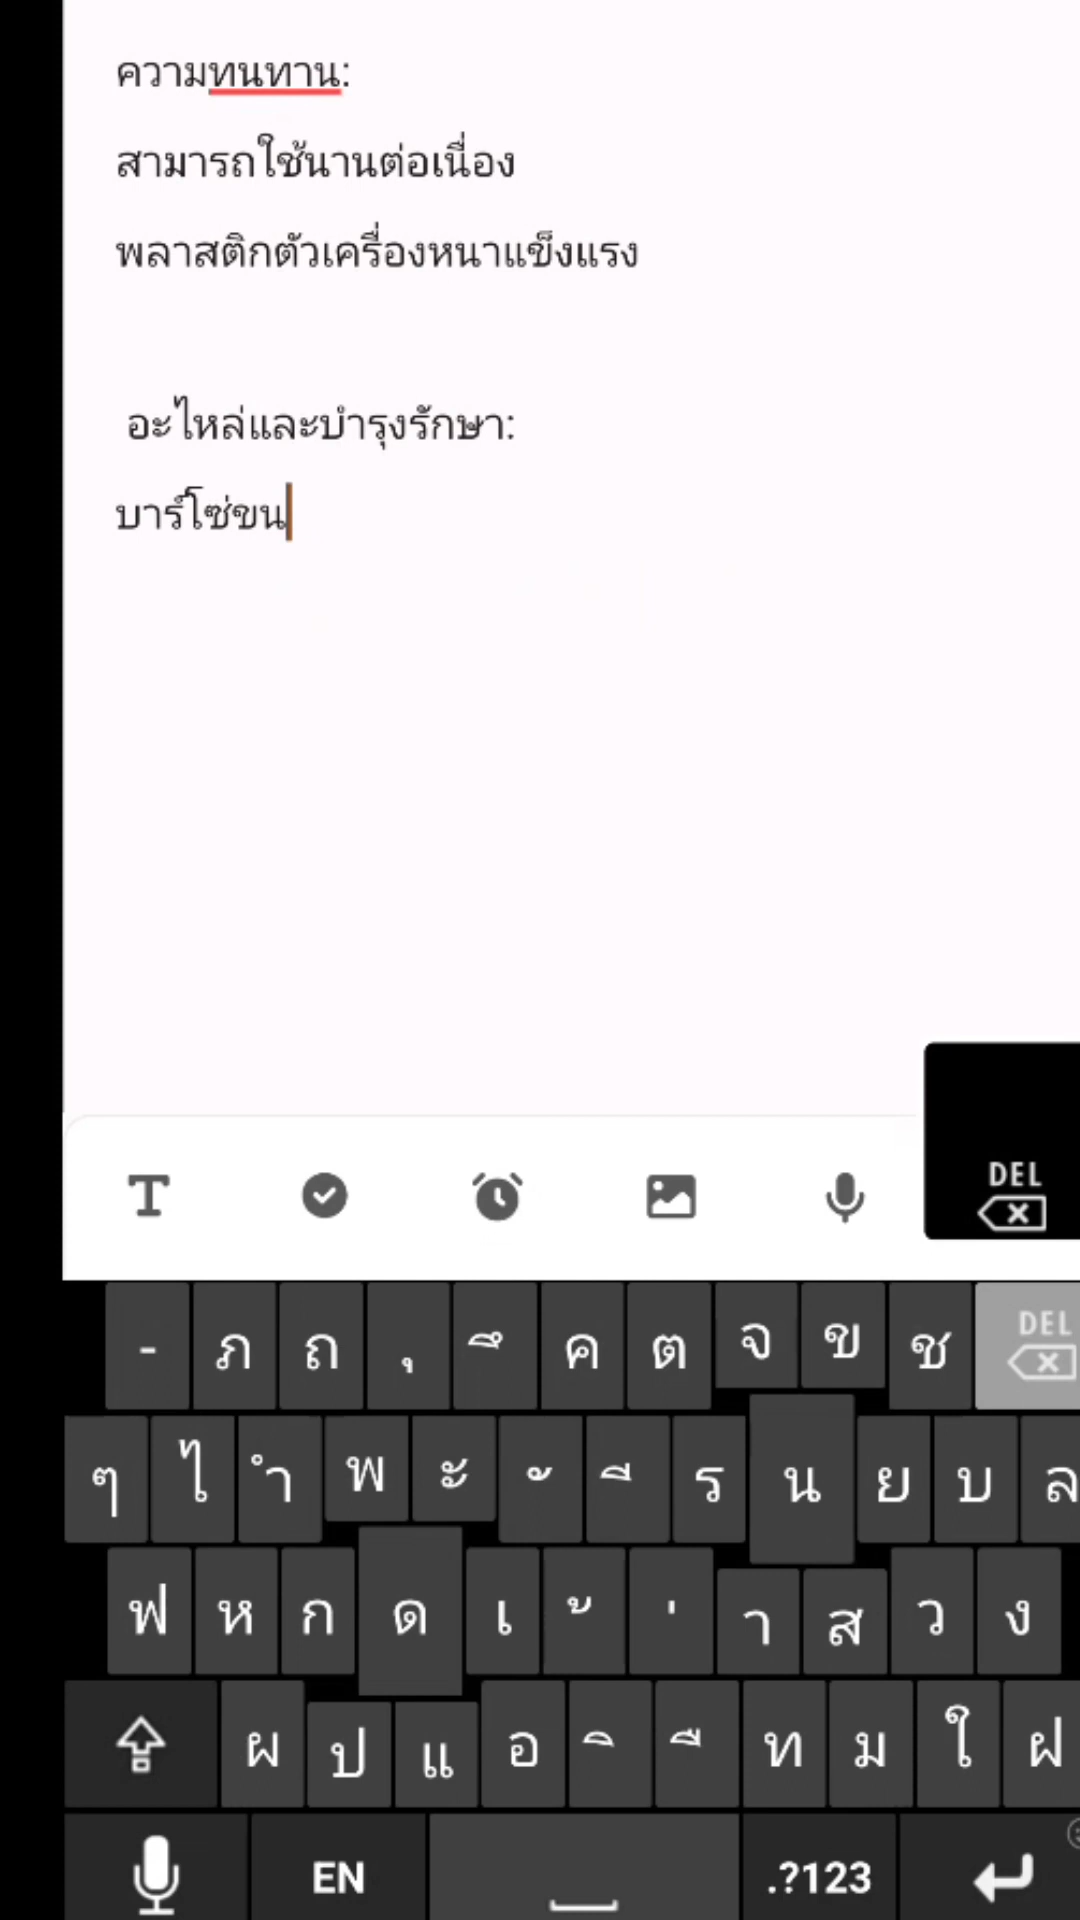 ความทนทาน:
สามารถใช้นานต่อเนื่อง
พลาสติกตัวเครื่องหนาแข็งแรง
อะไหล่และบำรุงรักษา:
บาร์โซ่ขน
DEL
- ภ ถ ุ ึ ค ต จ ข ช DEL
ๆ ไ ำ พ ะ ั ี ร น ย บ ล
ฟ ห ก ด เ ้ ่ า ส ว ง
ผ ป แ อ ิ ื ท ม ใ ฝ
EN .?123